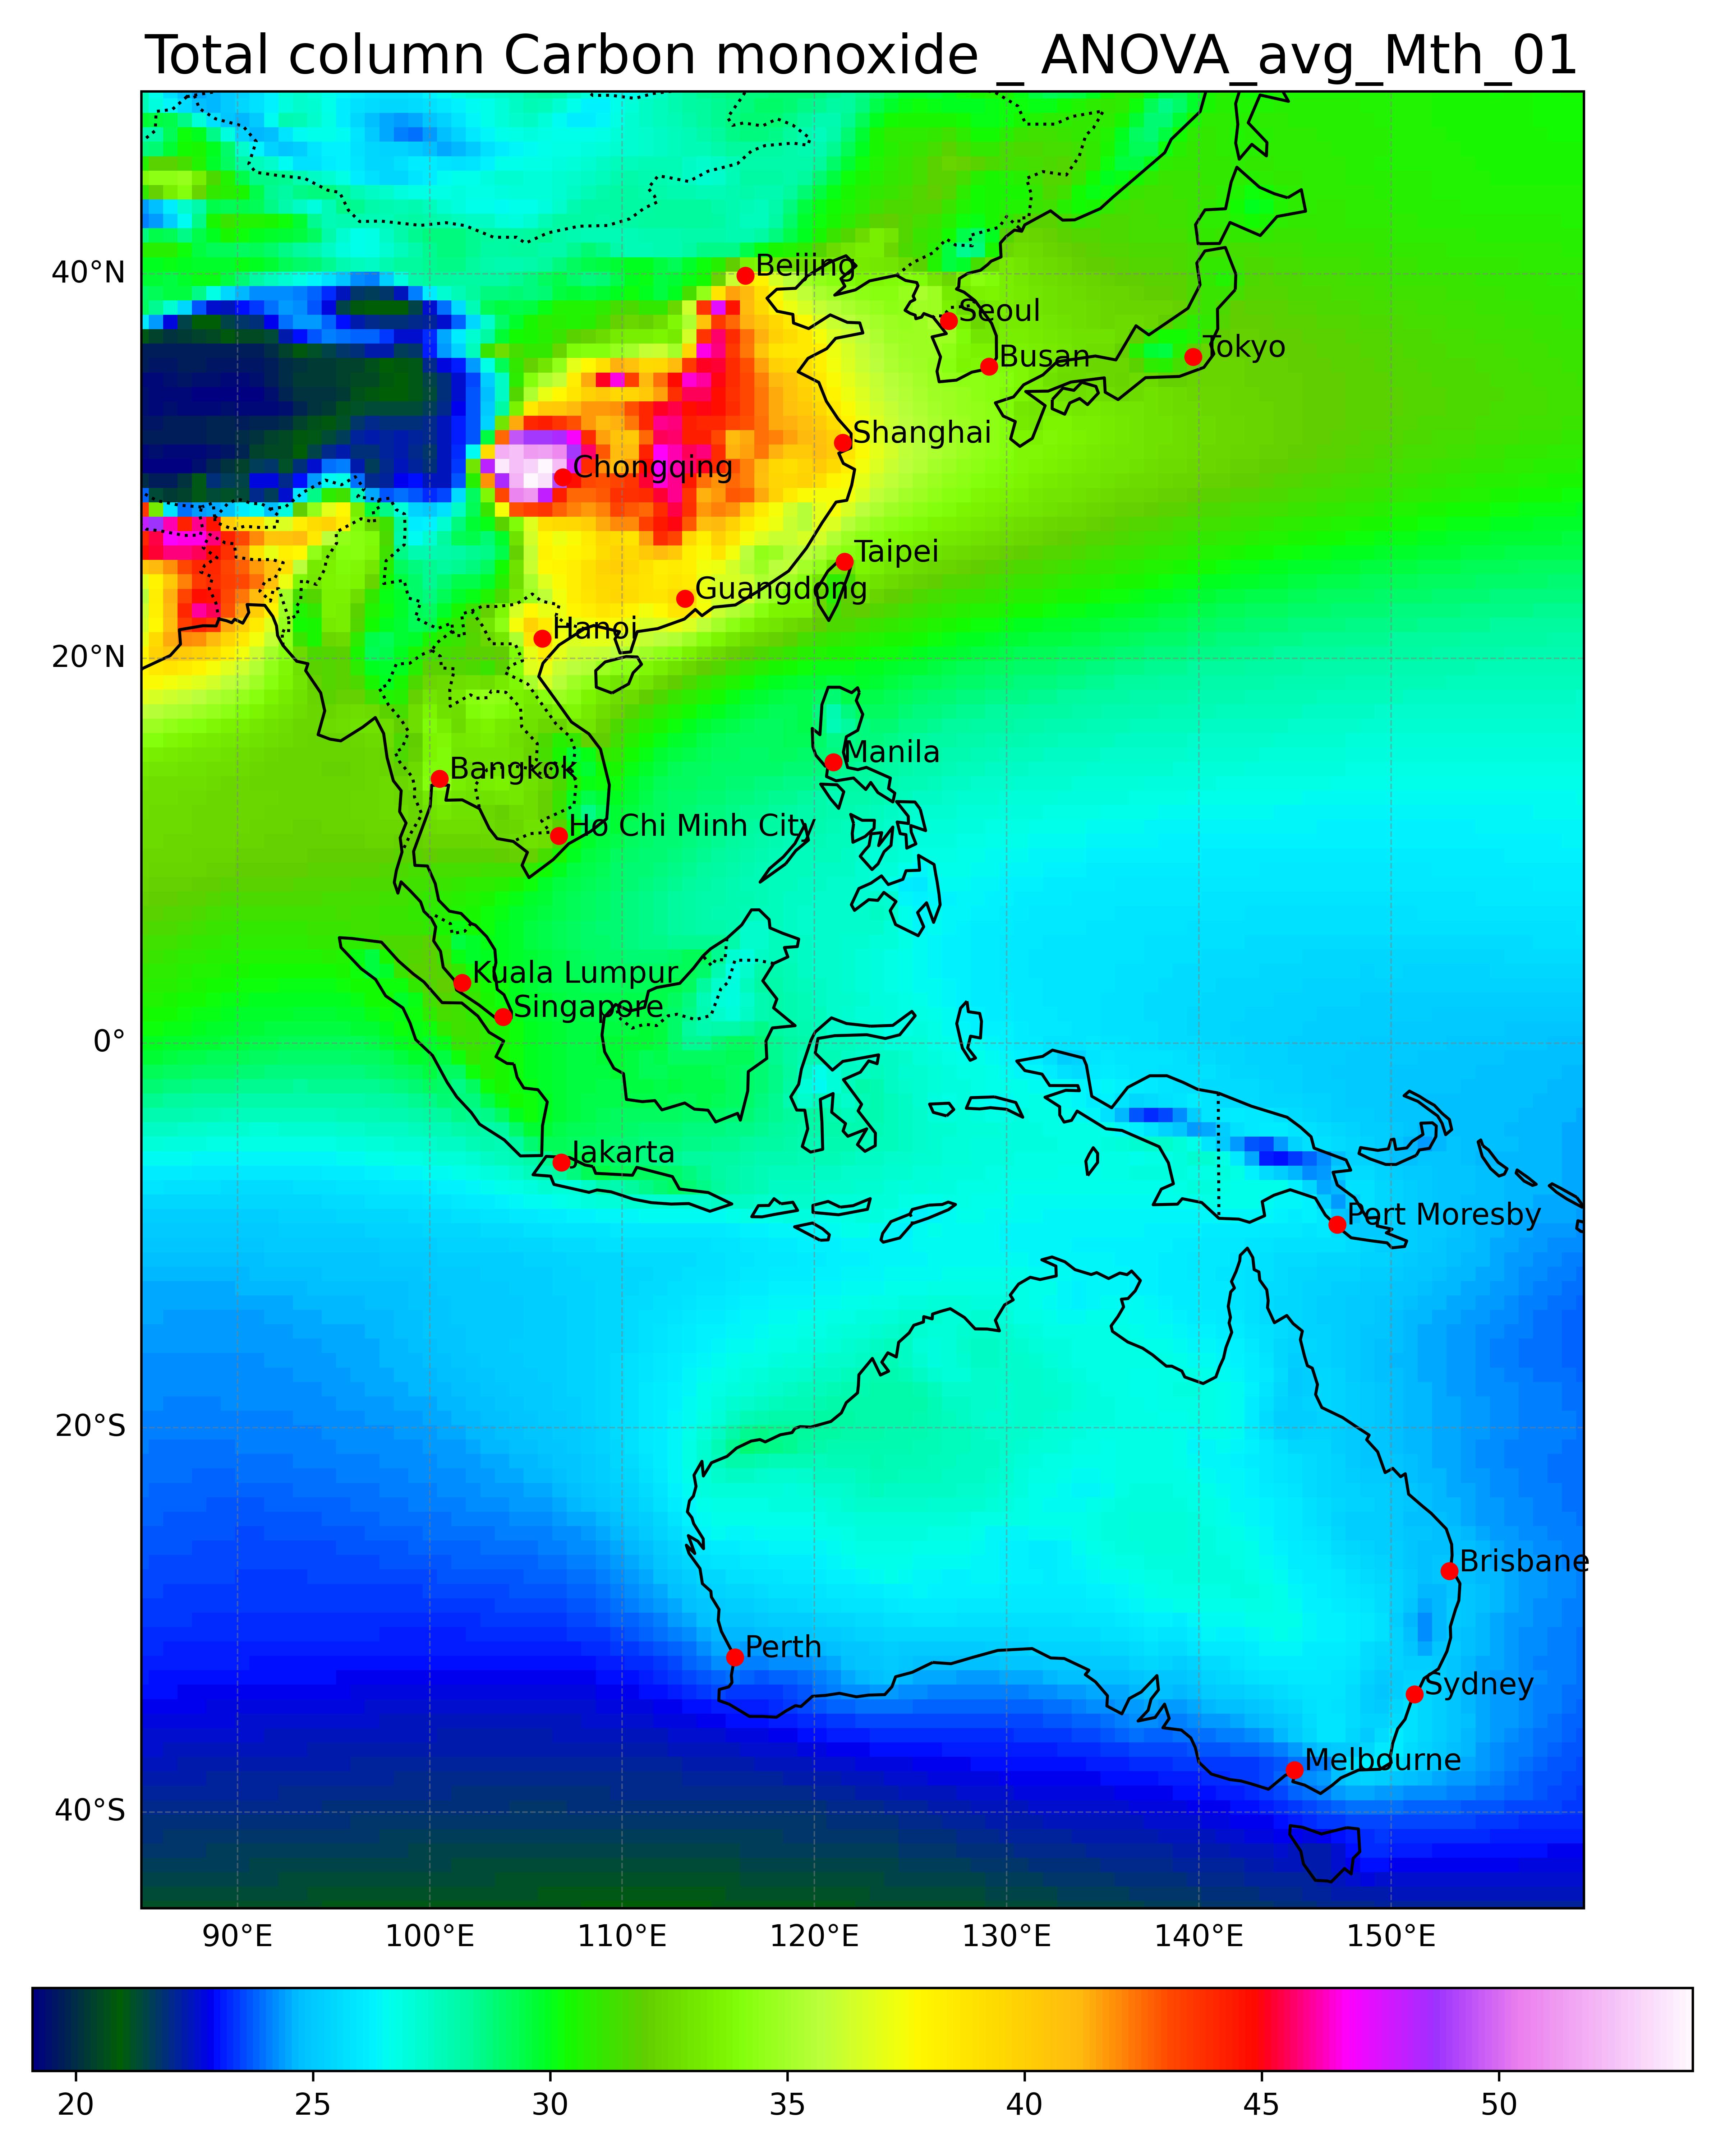 Total column Carbon monoxide _ ANOVA_avg_Mth_01
40°N
20°N
0°
20°S
40°S
Beijing
Seoul
Busan
Tokyo
Shanghai
Chongqing
Taipei
Guangdong
Hanoi
Manila
Bangkok
Ho Chi Minh City
Kuala Lumpur
Singapore
Jakarta
Port Moresby
Brisbane
Perth
Sydney
Melbourne
90°E 100°E 110°E 120°E 130°E 140°E 150°E
20 25 30 35 40 45 50